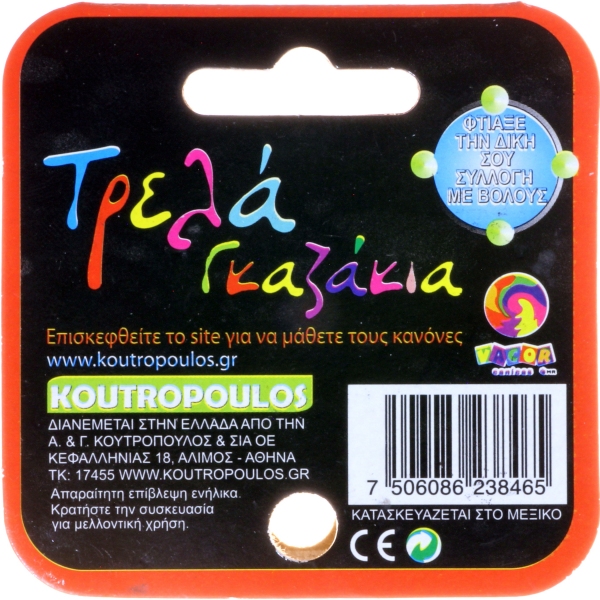 ΦΤΙΑΞΕ
ΤΗΝ ΔΙΚΗ
ΣΟΥ
ΣΥΛΛΟΓΗ
ΜΕ ΒΟΛΟΥΣ
Τρελά
γκαζάκια
Επισκεφθείτε το site για να μάθετε τους κανόνες
www.koutropoulos.gr
VACOR
KOUTROPOULOS
ΔΙΑΝΕΜΕΤΑΙ ΣΤΗΝ ΈΛΛΑΔΑ ΑΠΟ ΤΗΝ
Α. & Γ. ΚΟΥΤΡΟΠΟΥΛΟΣ & ΣΙΑ ΟΕ
ΚΕΦΑΛΛΗΝΙΑΣ 18, ΑΛΙΜΟΣ - ΑΘΗΝΑ
ΤΚ: 17455 WWW.KOUTROPOULOS.GR
Απαραίτητη επίβλεψη ενήλικα.
Κρατήστε την συσκευασία
για μελλοντική χρήση.
7 506086 238465
ΚΑΤΑΣΚΕΥΑΖΕΤΑΙ ΣΤΟ ΜΕΞΙΚΟ
CE